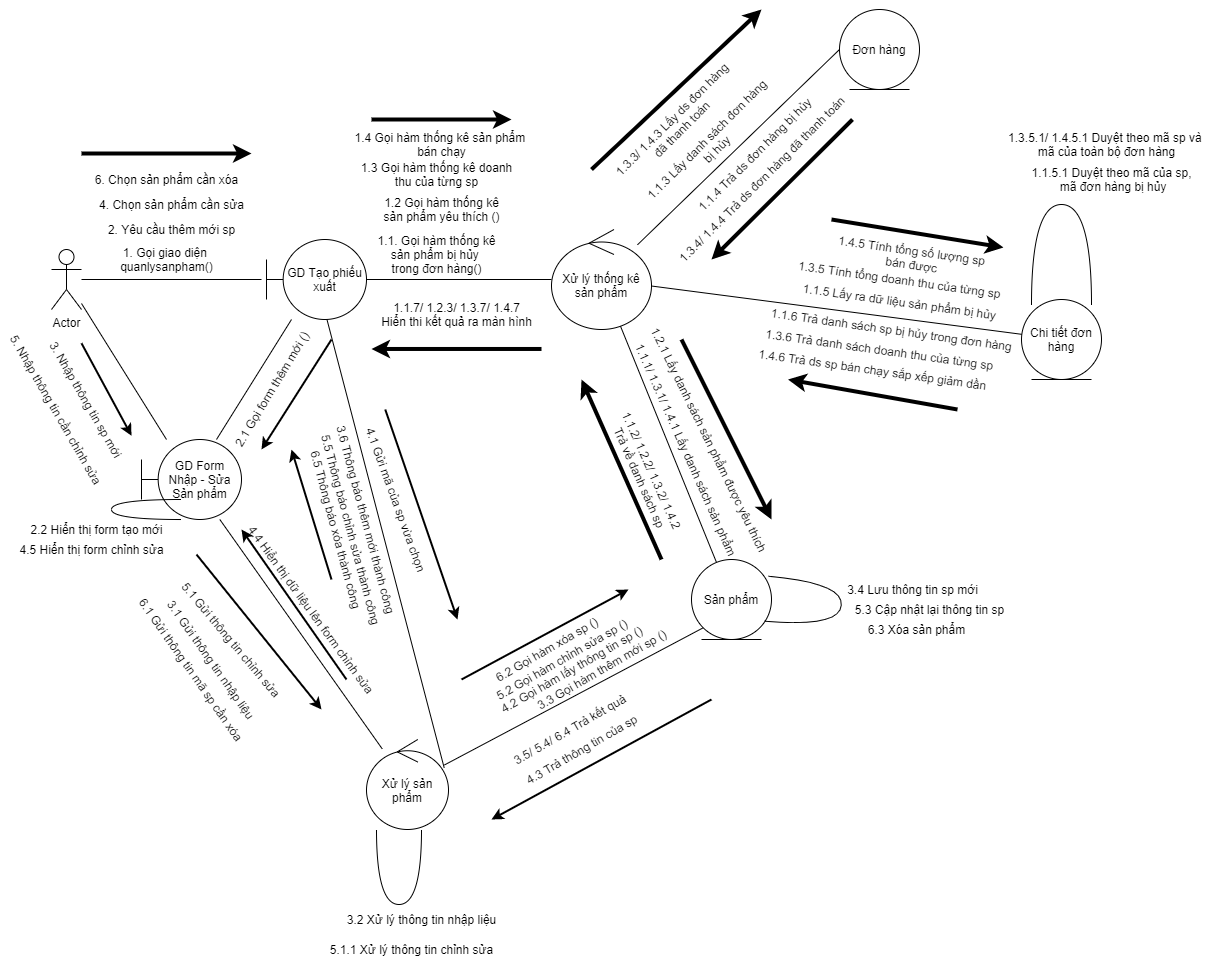 Đơn hàng
1.3.3/ 1.4.3 Lấy ds đơn hàng
đã thanh toán
1.1.3 Lấy danh sách đơn hàng
bị hủy
1.1.4 Trả ds đơn hàng bị hủy
1.3.4/ 1.4.4 Trả ds đơn hàng đã thanh toán
1.4 Gọi hàm thống kê sản phẩm
bán chạy
1.3 Gọi hàm thống kê doanh
thu của từng sp
1.2 Gọi hàm thống kê
sản phẩm yêu thích ()
1.1. Gọi hàm thống kê
sản phẩm bị hủy
trong đơn hàng()
1.3.5.1/ 1.4.5.1 Duyệt theo mã sp và
mã của toàn bộ đơn hàng
1.1.5.1 Duyệt theo mã của sp,
mã đơn hàng bị hủy
6. Chọn sản phẩm cần xóa
4. Chọn sản phẩm cần sửa
2. Yêu cầu thêm mới sp
1. Gọi giao diện
quanlysanpham()
Actor
GD Tạo phiếu
xuất
Xử lý thống kê
sản phẩm
1.4.5 Tính tổng số lượng sp
bán được
1.3.5 Tính tổng doanh thu của từng sp
1.1.5 Lấy ra dữ liệu sản phẩm bị hủy
1.1.6 Trả danh sách sp bị hủy trong đơn hàng
1.3.6 Trả danh sách doanh thu của từng sp
1.4.6 Trả ds sp bán chạy sắp xếp giảm dần
Chi tiết đơn
hàng
1.1.7/ 1.2.3/ 1.3.7/ 1.4.7
Hiển thi kết quả ra màn hình
5. Nhập thông tin cần chỉnh sửa
3. Nhập thông tin sp mới
2.1 Gọi form thêm mới ()
1.2.1 Lấy danh sách sản phẩm được yêu thích
1.1.1/ 1.3.1/ 1.4.1 Lấy danh sách sản phẩm
1.1.2/ 1.2.2/ 1.3.2/ 1.4.2
Trả về danh sách sp
4.1 Gửi mã của sp vừa chọn
3.6 Thông báo thêm mới thành công
5.5 Thông báo chỉnh sửa thành công
6.5 Thông báo xóa thành công
GD Form
Nhập - Sửa
Sản phẩm
2.2 Hiển thị form tạo mới
4.5 Hiển thị form chỉnh sửa
4.4 Hiển thị dữ liệu lên form chỉnh sửa
5.1 Gửi thông tin chỉnh sửa
3.1 Gửi thông tin nhập liệu
6.1 Gửi thông tin mã sp cần xóa
Sản phẩm
3.4 Lưu thông tin sp mới
5.3 Cập nhật lại thông tin sp
6.3 Xóa sản phẩm
6.2 Gọi hàm xóa sp ()
5.2 Gọi hàm chỉnh sửa sp ()
4.2 Gọi hàm lấy thông tin sp ()
3.3 Gọi hàm thêm mới sp ()
3.5/ 5.4/ 6.4 Trả kết quả
4.3 Trả thông tin của sp
Xử lý sản
phẩm
3.2 Xử lý thông tin nhập liệu
5.1.1 Xử lý thông tin chỉnh sửa